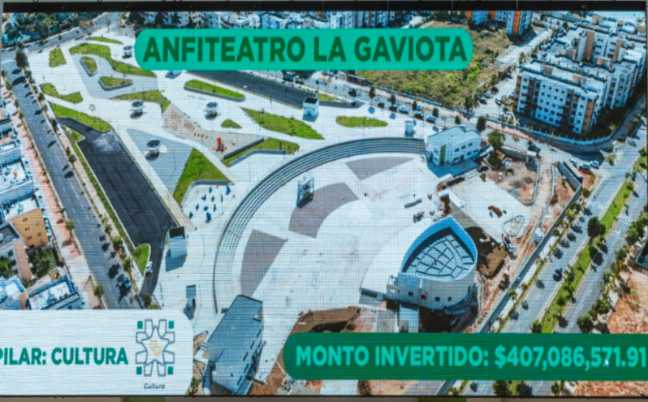 ANFITEATRO LA GAVIOTA
PILAR: CULTURA
Cultura
MONTO INVERTIDO: $407,086,571.91